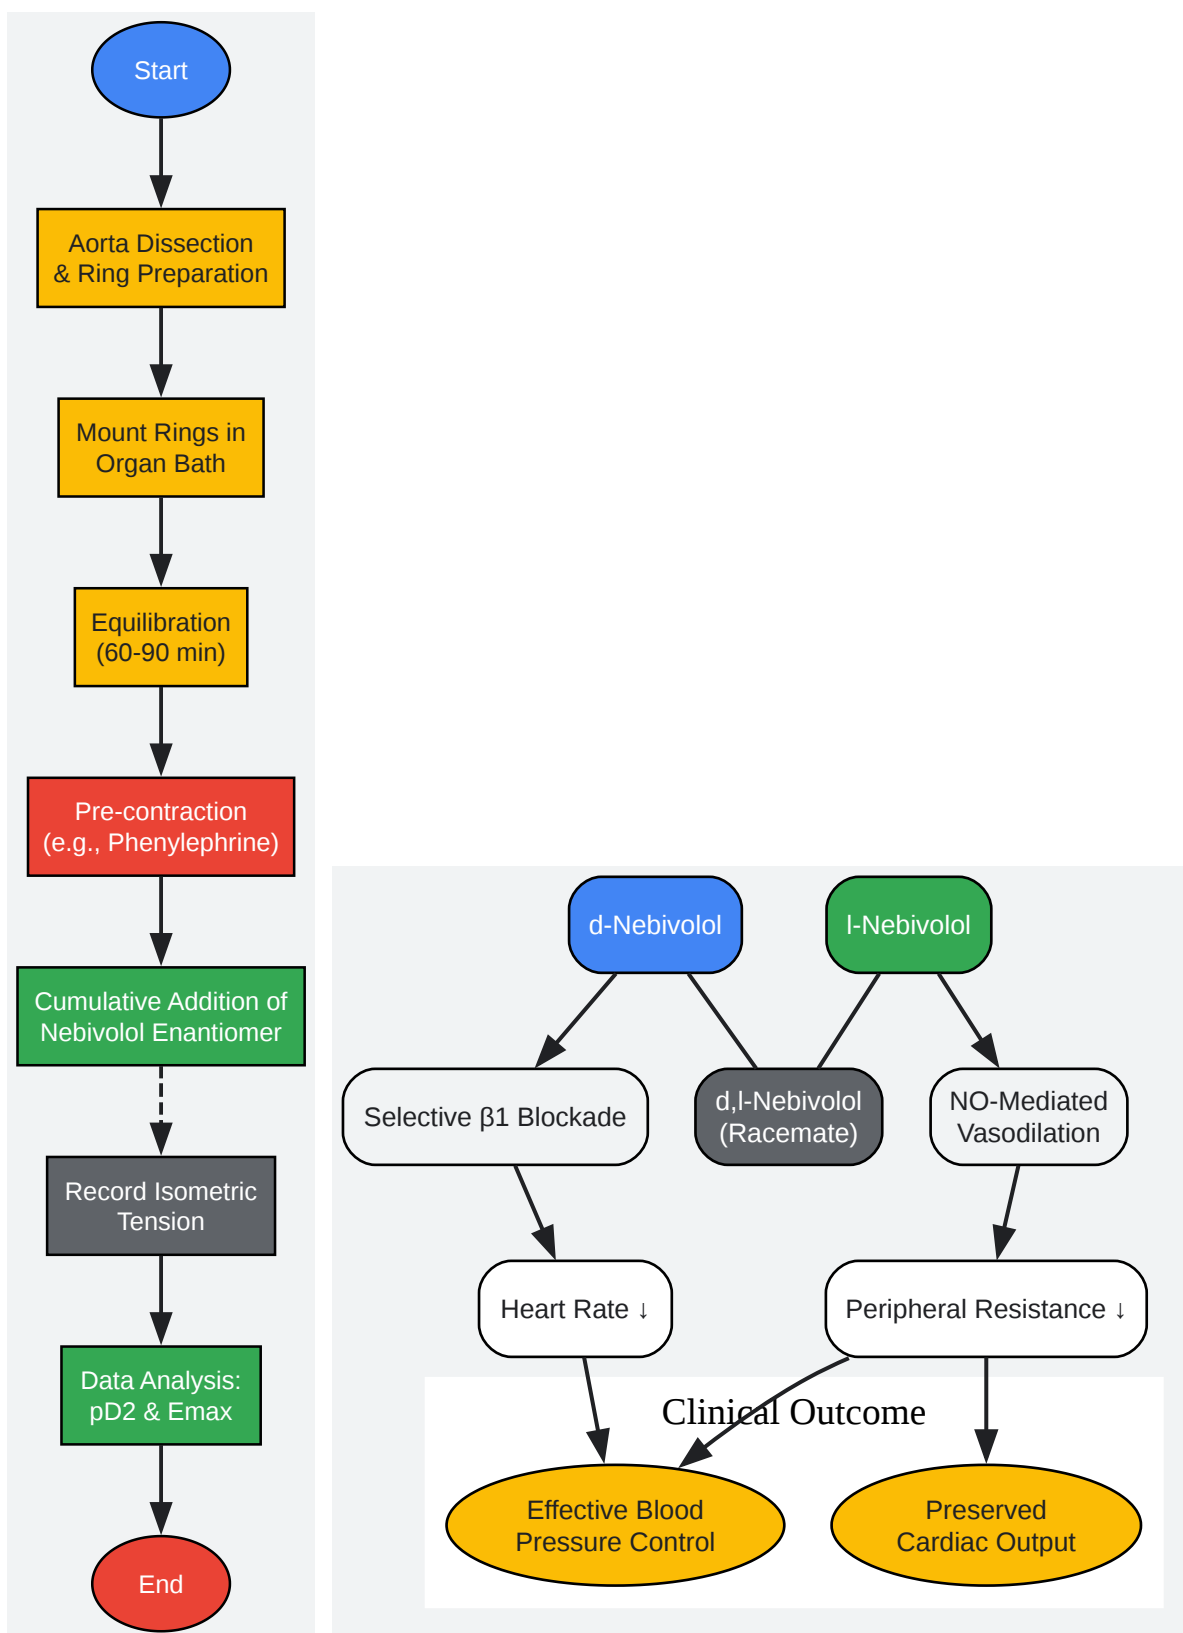 Start
Aorta Dissection
& Ring Preparation
Mount Rings in
Organ Bath
Equilibration
(60-90 min)
Pre-contraction
(e.g., Phenylephrine)
Cumulative Addition of
Nebivolol Enantiomer
Record Isometric
Tension
Data Analysis:
pD2 & Emax
End
d-Nebivolol
l-Nebivolol
Selective β1 Blockade
d,l-Nebivolol
(Racemate)
NO-Mediated
Vasodilation
Heart Rate ↓
Peripheral Resistance ↓
Clinical Outcome
Effective Blood
Pressure Control
Preserved
Cardiac Output